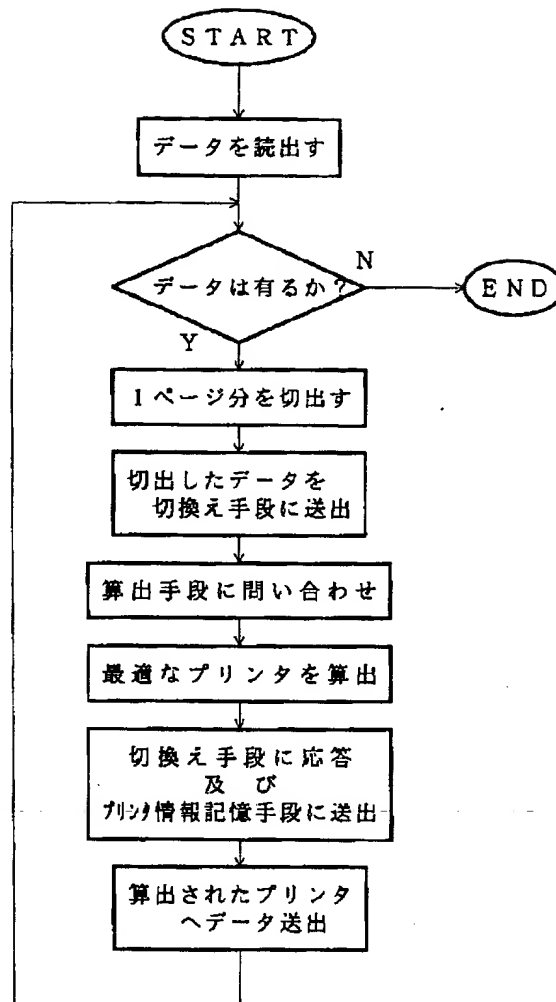 START
データを読出す
データは有るか?
N
END
Y
1ページ分を切出す
切出したデータを
切換え手段に送出
算出手段に問い合わせ
最適なプリンタを算出
切換え手段に応答
及び
プリンタ情報記憶手段に送出
算出されたプリンタ
へデータ送出